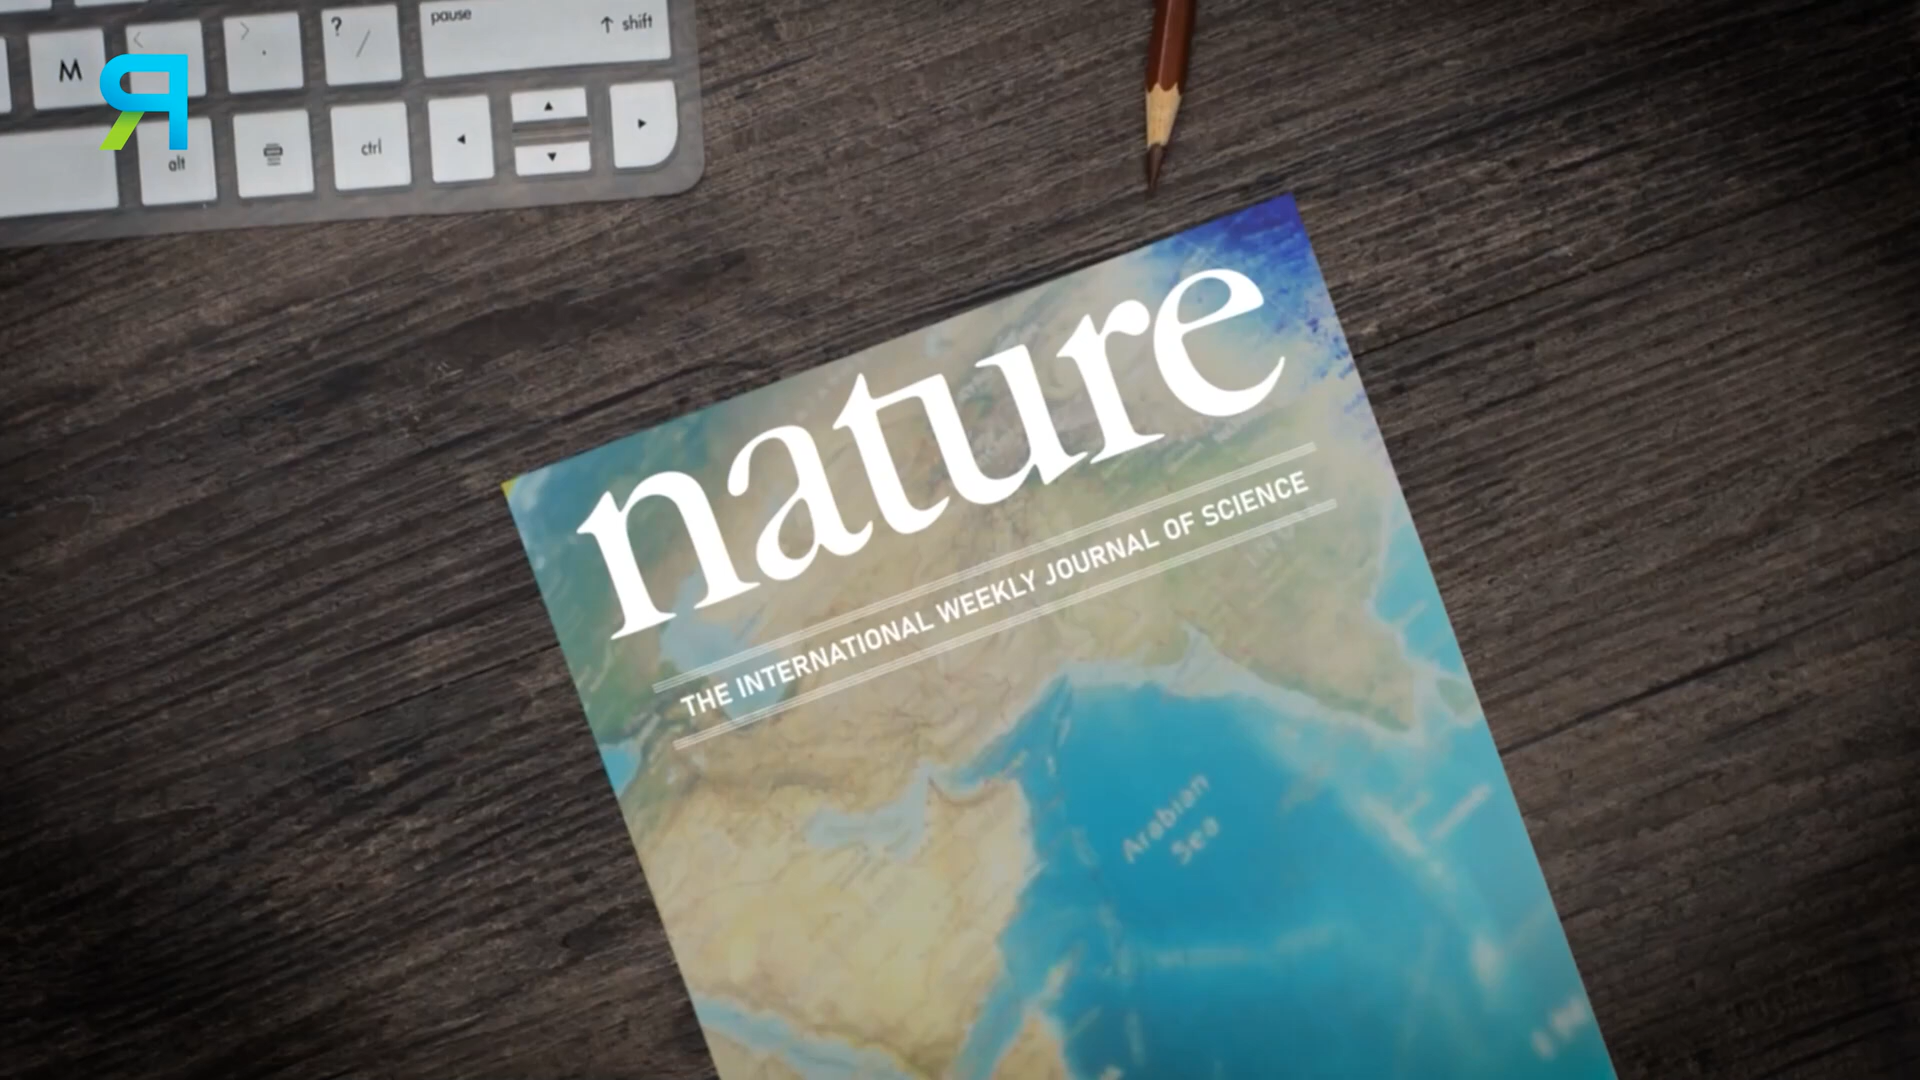 pause
? ↑ shift
M < > . /
alt ctrl
Я
nature
THE INTERNATIONAL WEEKLY JOURNAL OF SCIENCE
Arabian
Sea